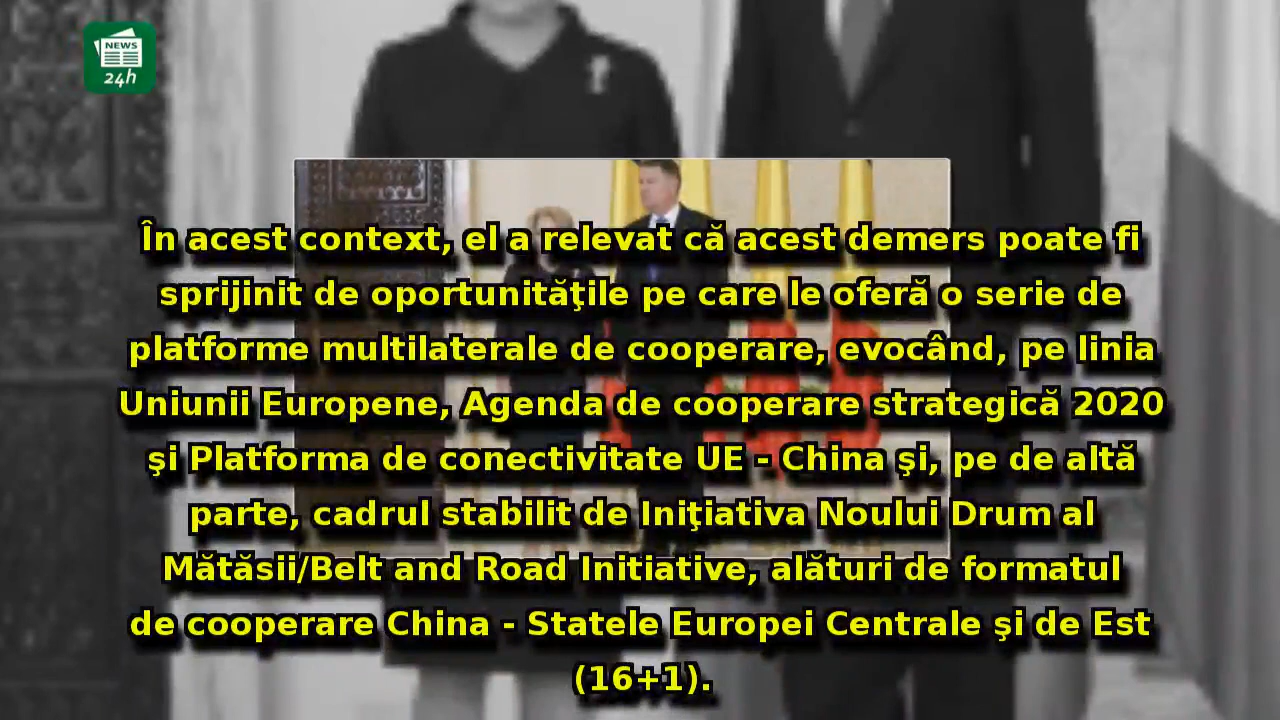 NEWS
24h
În acest context, el a relevat că acest demers poate fi
sprijinit de oportunităţile pe care le oferă o serie de
platforme multilaterale de cooperare, evocând, pe linia
Uniunii Europene, Agenda de cooperare strategică 2020
şi Platforma de conectivitate UE - China şi, pe de altă
parte, cadrul stabilit de Iniţiativa Noului Drum al
Mătăsii/Belt and Road Initiative, alături de formatul
de cooperare China - Statele Europei Centrale şi de Est
(16+1).